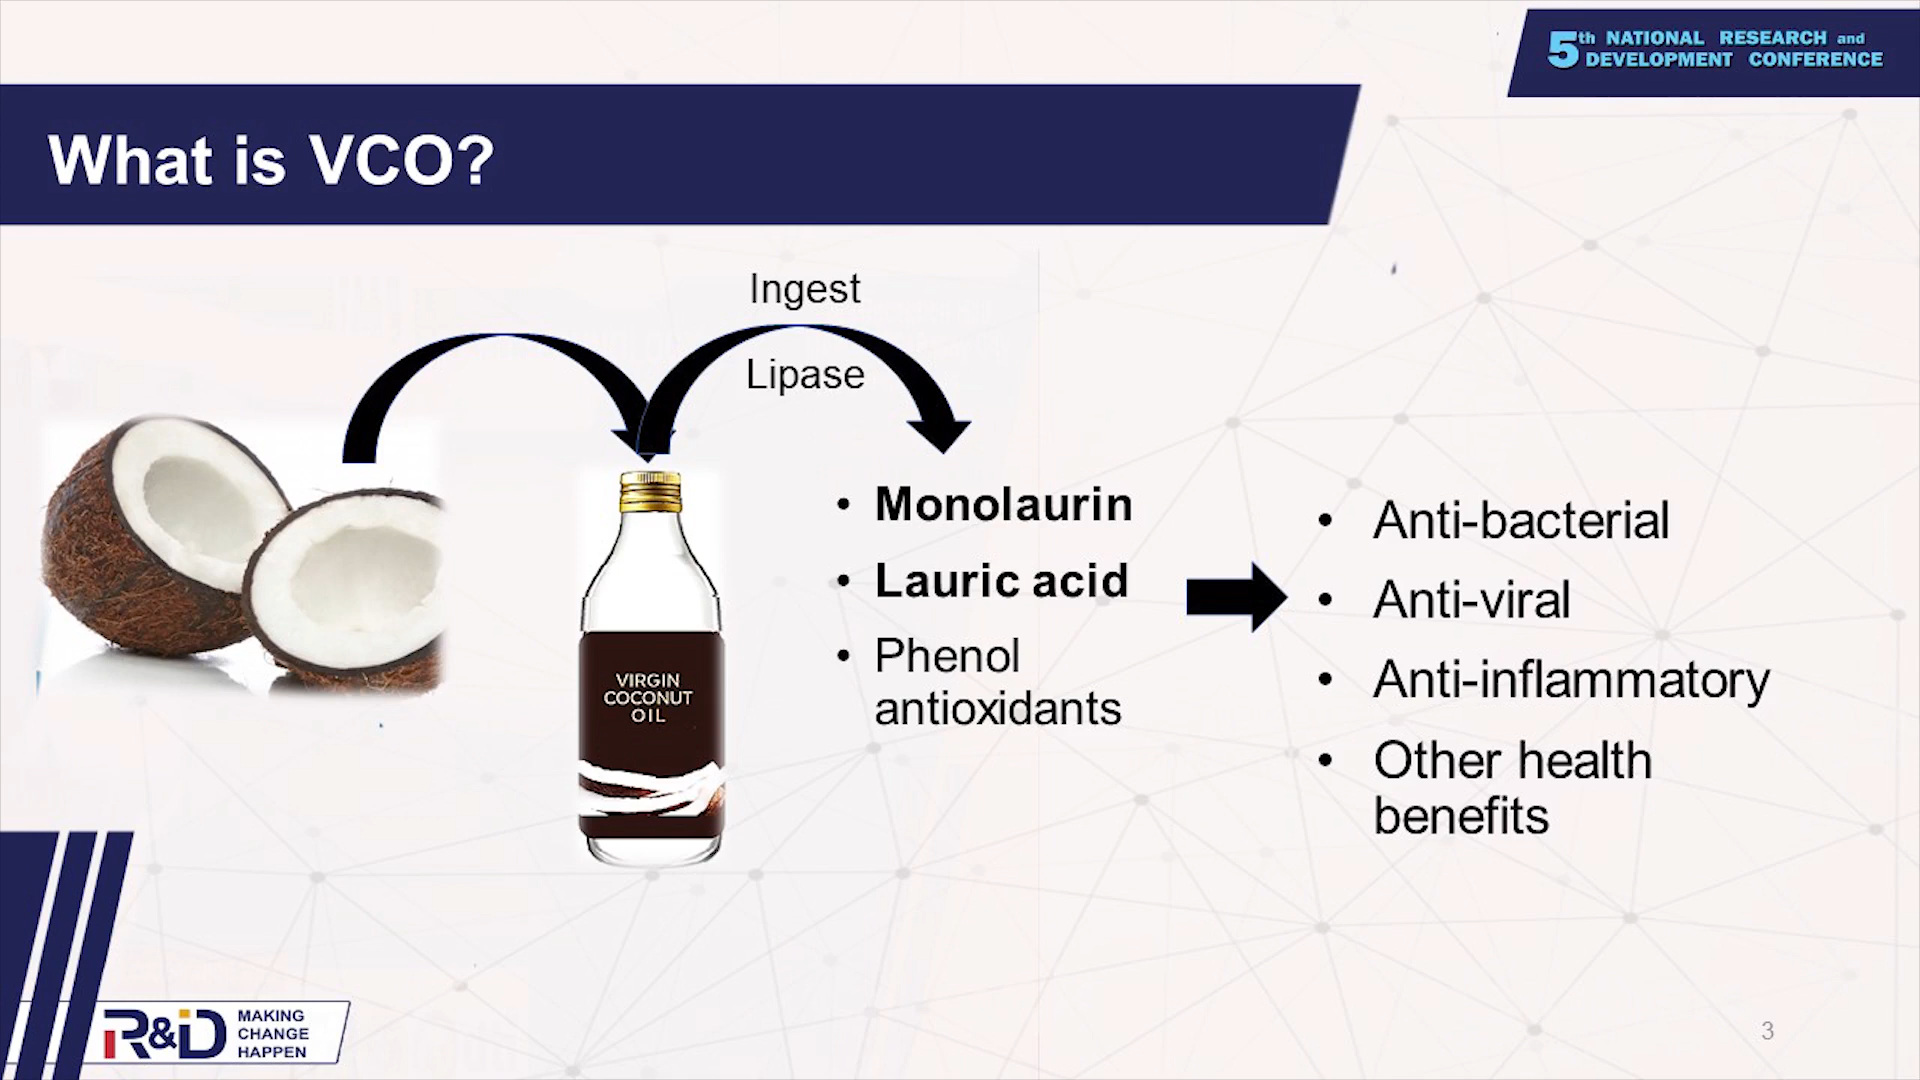 5th NATIONAL RESEARCH and
DEVELOPMENT CONFERENCE
What is VCO?
Ingest
Lipase
VIRGIN
COCONUT
OIL
• Monolaurin
• Lauric acid
• Phenol
antioxidants
• Anti-bacterial
• Anti-viral
• Anti-inflammatory
• Other health
benefits
R&D
MAKING
CHANGE
HAPPEN
3